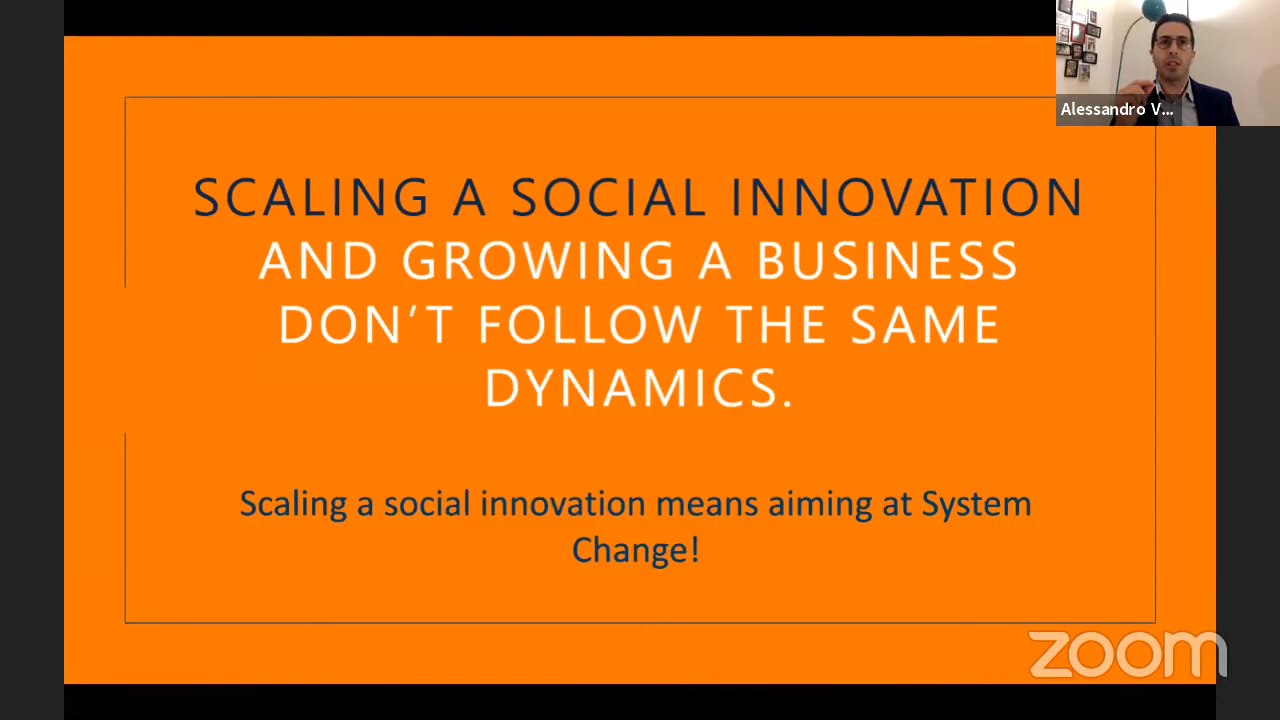 Alessandro V...
SCALING A SOCIAL INNOVATION
AND GROWING A BUSINESS
DON’T FOLLOW THE SAME
DYNAMICS.
Scaling a social innovation means aiming at System
Change!
zoom